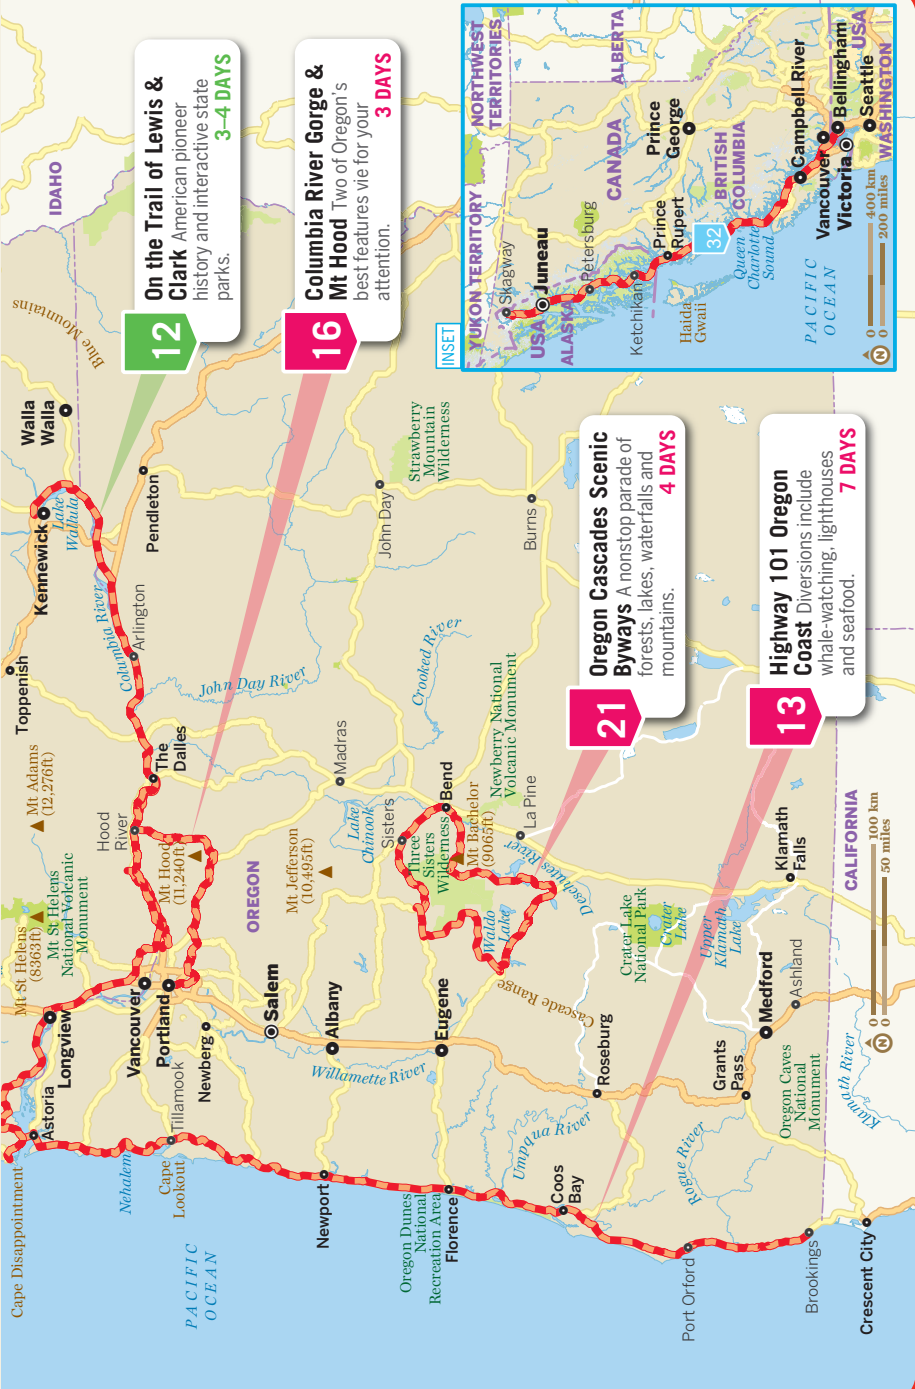 Cape Disappointment
Astoria
Longview
Mt St Helens
(8363ft)
Mt St Helens
National Volcanic
Monument
Mt Adams
(12,276ft)
Toppenish
Kennewick
Lake
Wallula
Walla
Walla
Blue Mountains
IDAHO
Nehalem
Cape
Lookout
Tillamook
Vancouver
Portland
Newberg
Hood
River
Mt Hood
(11,240ft)
The
Dalles
Columbia River
Arlington
Pendleton
12
On the Trail of Lewis &
Clark American pioneer
history and interactive state
parks.
3–4 DAYS
PACIFIC
OCEAN
OREGON
Salem
John Day River
16
Columbia River Gorge &
Mt Hood Two of Oregon's
best features vie for your
attention.
3 DAYS
Newport
Albany
Willamette River
Mt Jefferson
(10,495ft)
Madras
Lake
Chinook
Sisters
John Day
Strawberry
Mountain
Wilderness
Crooked River
Oregon Dunes
National
Recreation Area
Florence
Eugene
Three
Sisters
Wilderness
Bend
Mt Bachelor
(9065ft)
Newberry National
Volcanic Monument
Waldo
Lake
La Pine
Deschutes River
Cascade Range
Burns
Umpqua River
Coos
Bay
Roseburg
21
Oregon Cascades Scenic
Byways A nonstop parade of
forests, lakes, waterfalls and
mountains.
4 DAYS
Crater Lake
National Park
Crater
Lake
Upper
Klamath
Lake
Port Orford
Rogue River
Grants
Pass
Medford
Ashland
Klamath
Falls
Oregon Caves
National
Monument
13
Highway 101 Oregon
Coast Diversions include
whale-watching, lighthouses
and seafood.
7 DAYS
Brookings
Crescent City
Klamath River
CALIFORNIA
N
0
100 km
0
50 miles
INSET
YUKON TERRITORY
NORTHWEST
TERRITORIES
Skagway
Juneau
USA
ALASKA
Petersburg
Ketchikan
CANADA
ALBERTA
Prince
George
Prince
Rupert
Haida
Gwaii
32
BRITISH
COLUMBIA
Queen
Charlotte
Sound
PACIFIC
OCEAN
Campbell River
Vancouver
Victoria
Bellingham
USA
Seattle
WASHINGTON
N
0
400 km
0
200 miles